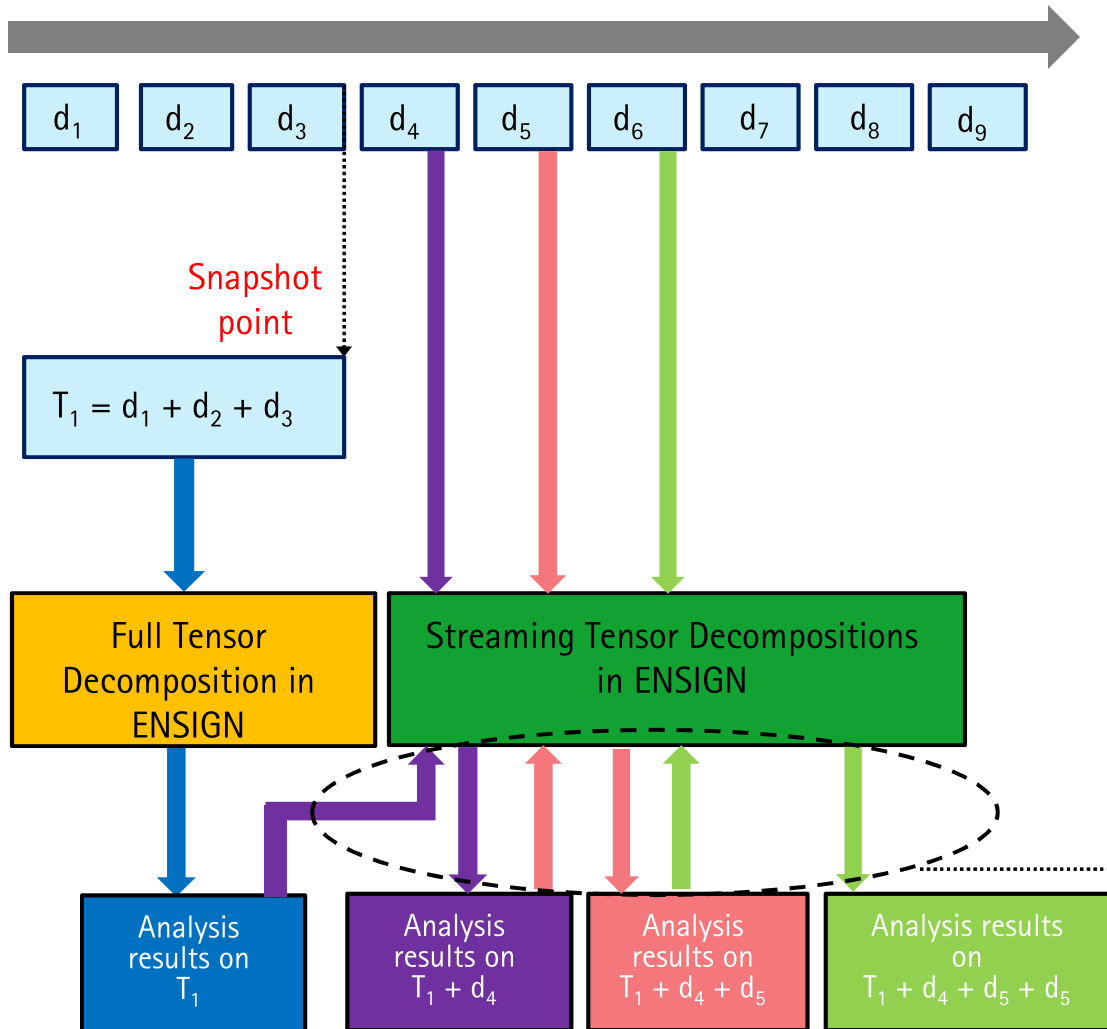 d₁ d₂ d₃ d₄ d₅ d₆ d₇ d₈ d₉
Snapshot
point
T₁ = d₁ + d₂ + d₃
Full Tensor
Decomposition in
ENSIGN
Streaming Tensor Decompositions
in ENSIGN
Analysis
results on
T₁
Analysis
results on
T₁ + d₄
Analysis
results on
T₁ + d₄ + d₅
Analysis results
on
T₁ + d₄ + d₅ + d₅